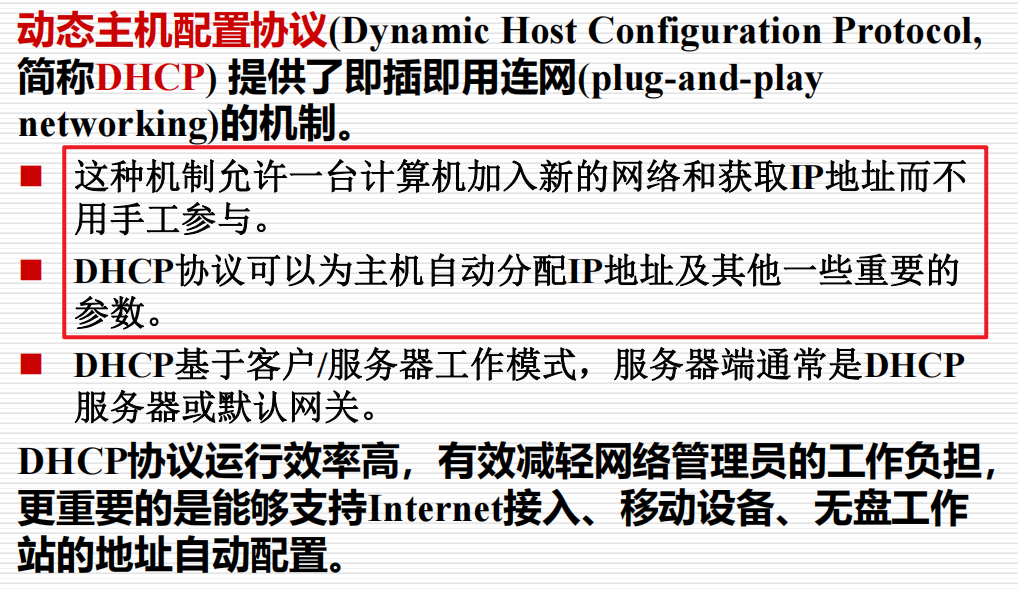 动态主机配置协议(Dynamic Host Configuration Protocol,
简称DHCP) 提供了即插即用连网(plug-and-play
networking)的机制。
这种机制允许一台计算机加入新的网络和获取IP地址而不
用手工参与。
DHCP协议可以为主机自动分配IP地址及其他一些重要的
参数。
DHCP基于客户/服务器工作模式，服务器端通常是DHCP
服务器或默认网关。
DHCP协议运行效率高，有效减轻网络管理员的工作负担，
更重要的是能够支持Internet接入、移动设备、无盘工作
站的地址自动配置。